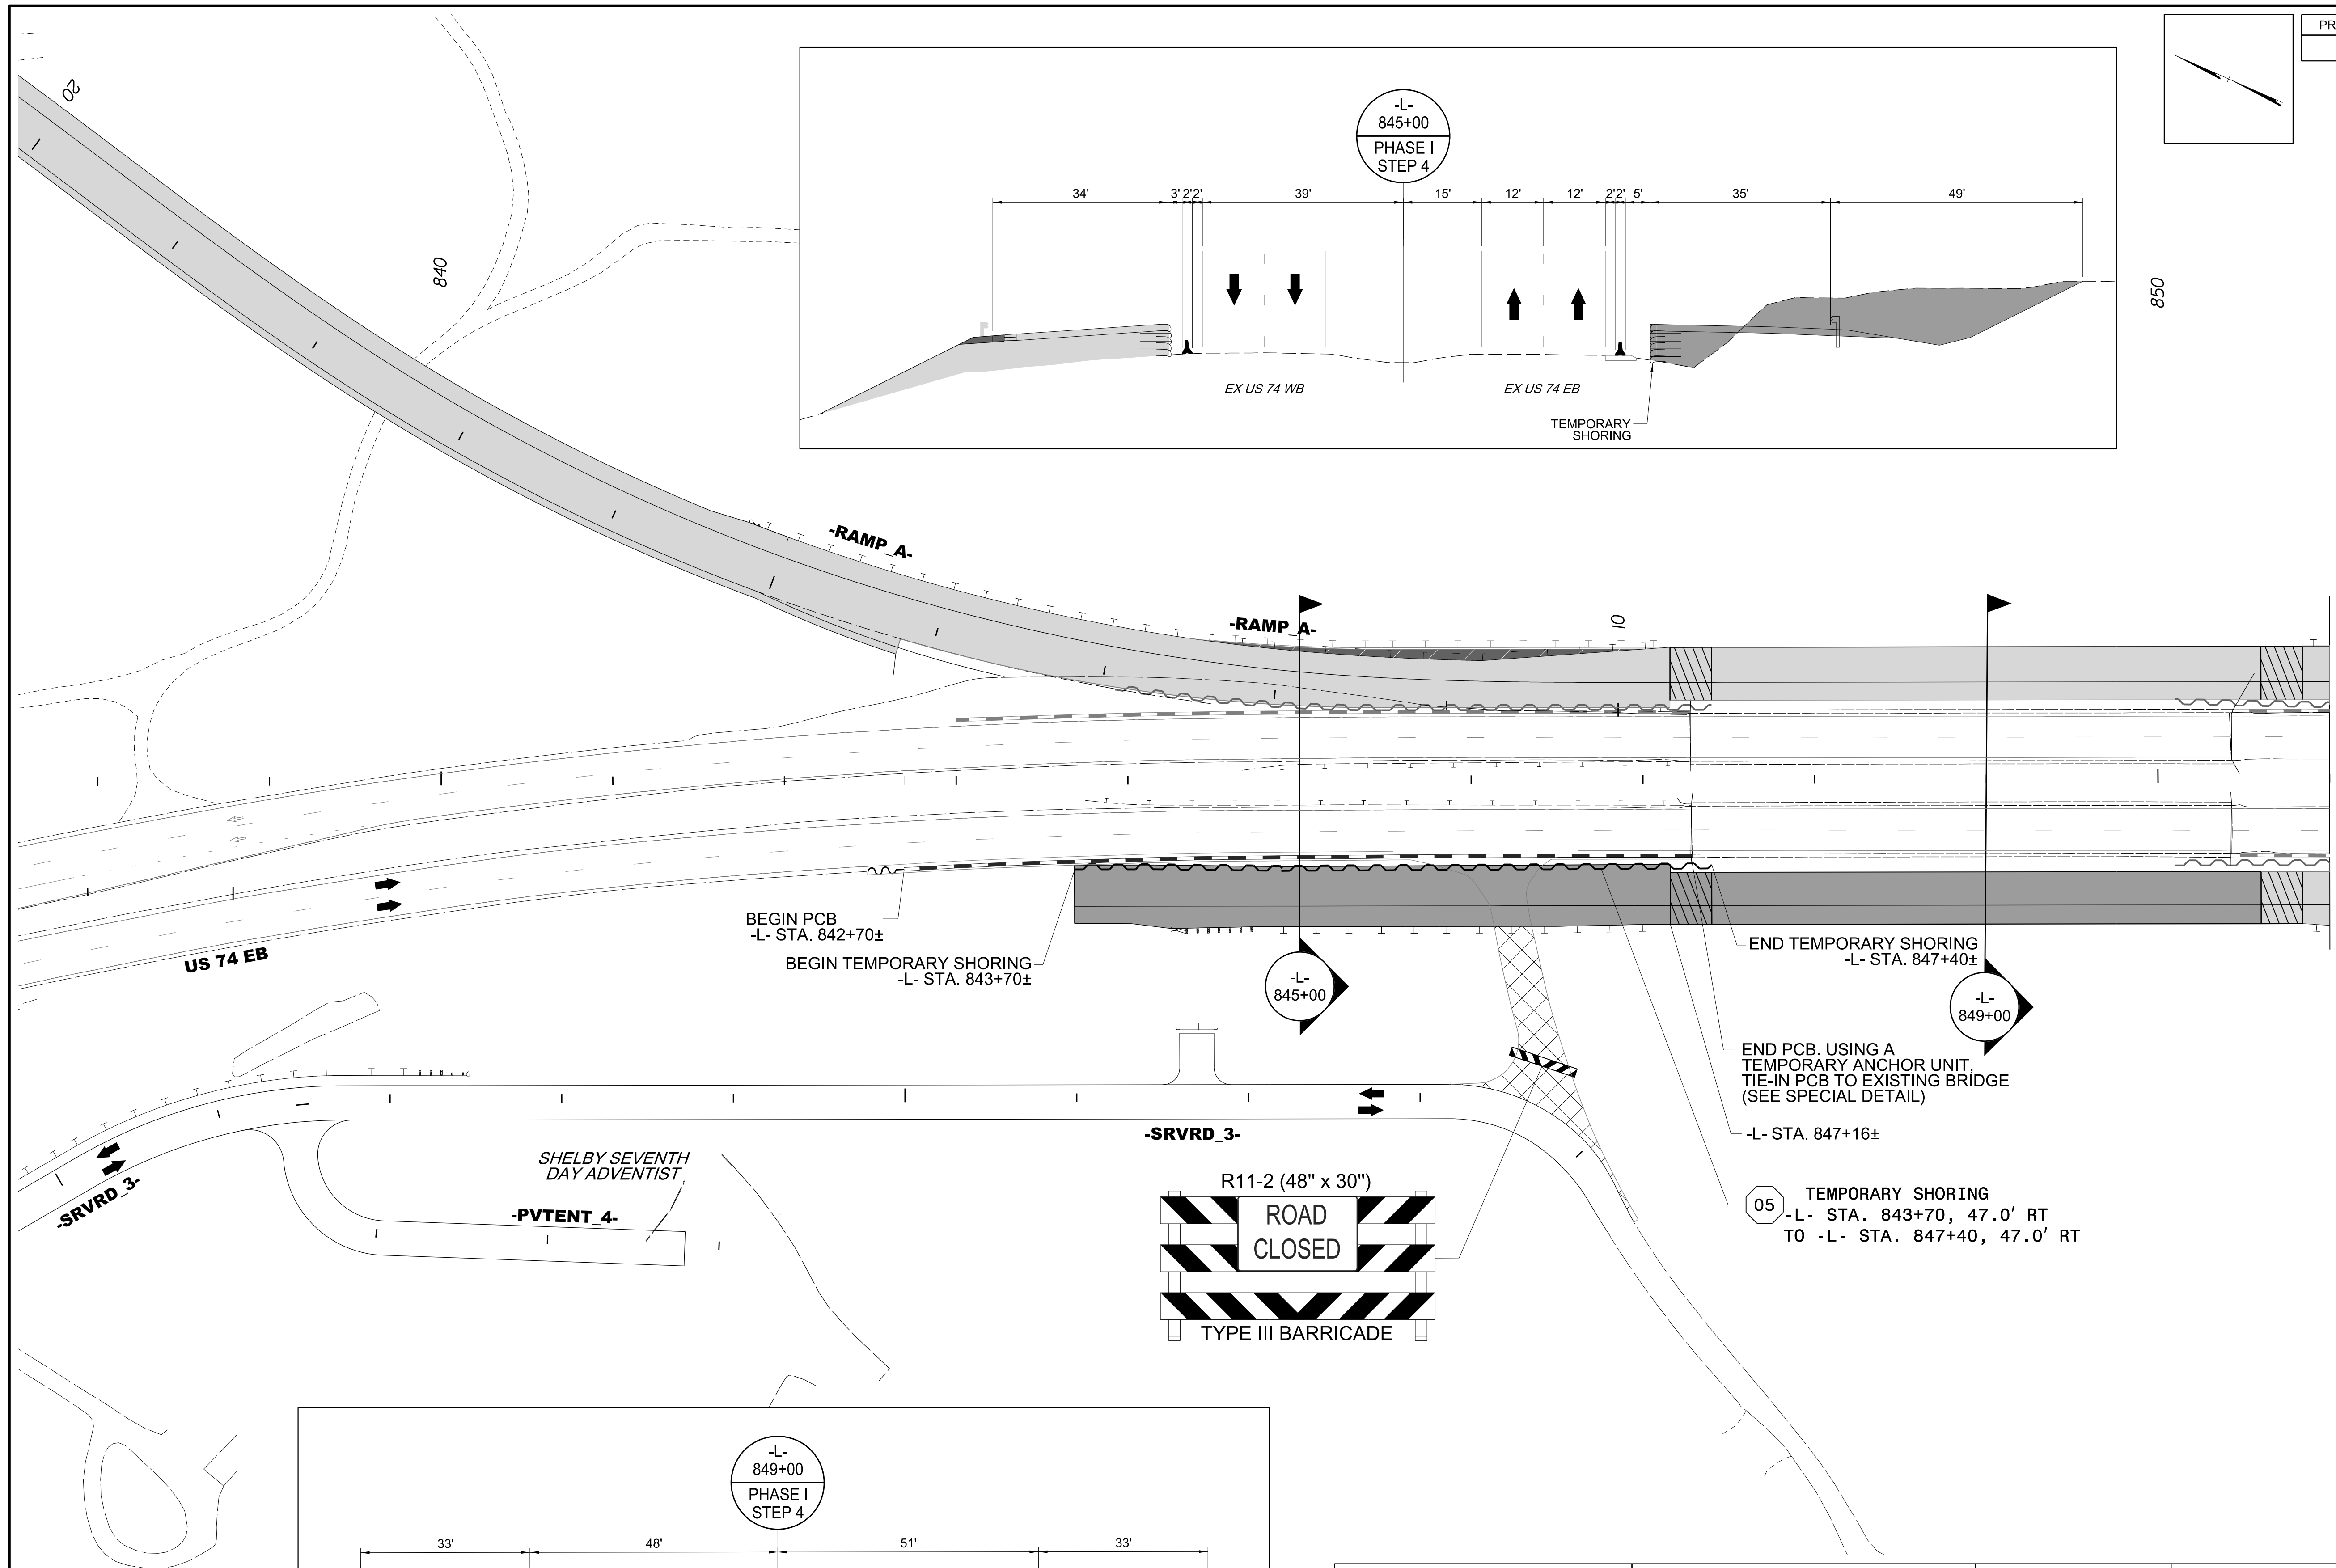 PR
20
840
850
-L-
845+00
PHASE I
STEP 4
34'
3'
2'
2'
39'
15'
12'
12'
2'
2'
5'
35'
49'
EX US 74 WB
EX US 74 EB
TEMPORARY
SHORING
-RAMP_A-
-RAMP_A-
10
US 74 EB
BEGIN PCB
-L- STA. 842+70±
BEGIN TEMPORARY SHORING
-L- STA. 843+70±
-L-
845+00
END TEMPORARY SHORING
-L- STA. 847+40±
-L-
849+00
END PCB. USING A
TEMPORARY ANCHOR UNIT,
TIE-IN PCB TO EXISTING BRIDGE
(SEE SPECIAL DETAIL)
-L- STA. 847+16±
05
TEMPORARY SHORING
-L- STA. 843+70, 47.0' RT
TO -L- STA. 847+40, 47.0' RT
-SRVRD_3-
-SRVRD_3-
SHELBY SEVENTH
DAY ADVENTIST
-PVTENT_4-
R11-2 (48" x 30")
ROAD
CLOSED
TYPE III BARRICADE
-L-
849+00
PHASE I
STEP 4
33'
48'
51'
33'